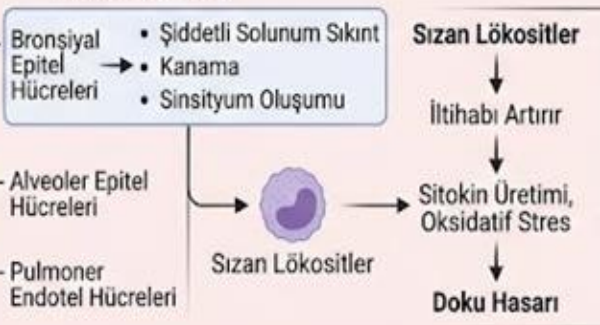 Bronsiyal
Epitel
Hücreleri
• Şiddetli Solunum Sıkınt
• Kanama
• Sinsityum Oluşumu
- Alveoler Epitel
Hücreleri
- Pulmoner
Endotel Hücreleri
Sızan Lökositler
Sızan Lökositler
İltihabı Artırır
Sitokin Üretimi,
Oksidatif Stres
Doku Hasarı